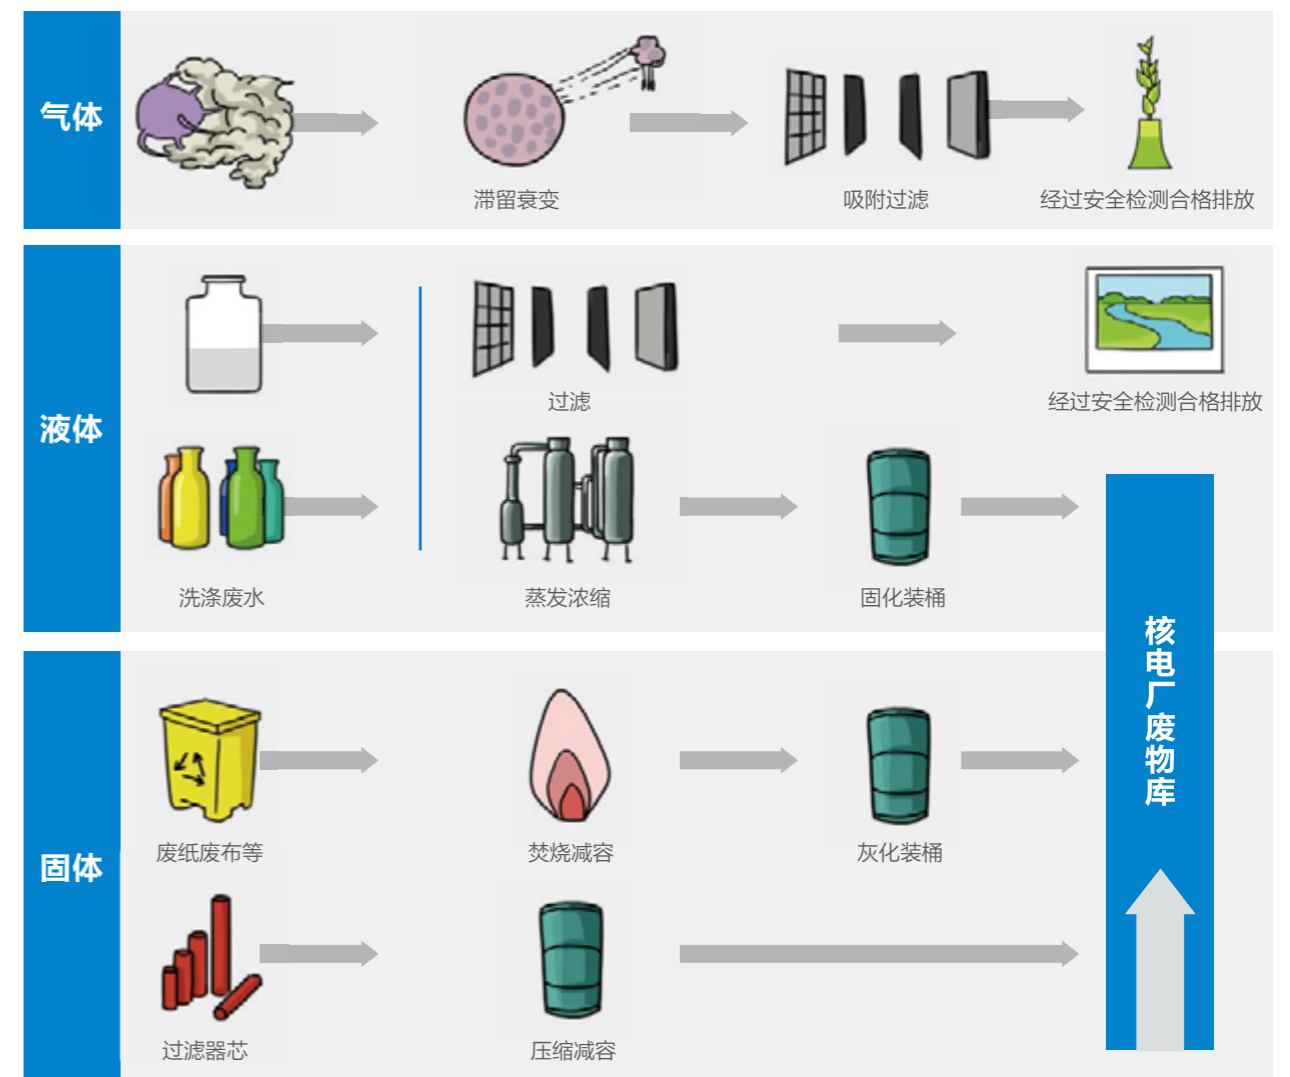 气体
滞留衰变
吸附过滤
经过安全检测合格排放
液体
过滤
经过安全检测合格排放
洗涤废水
蒸发浓缩
固化装桶
固体
废纸废布等
焚烧减容
灰化装桶
过滤器芯
压缩减容
核电厂废物库